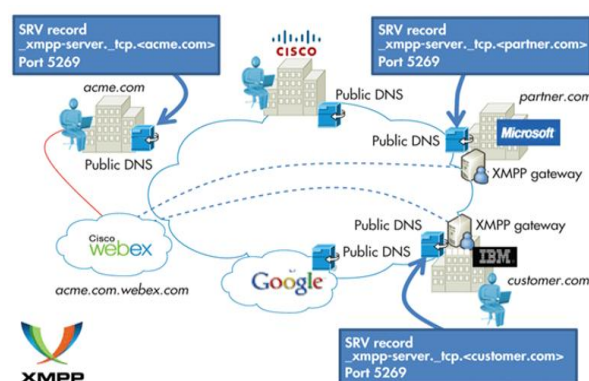 SRV record
_xmpp-server._tcp.<acme.com>
Port 5269
SRV record
_xmpp-server._tcp.<partner.com>
Port 5269
CISCO
acme.com
Public DNS
partner.com
Public DNS
Public DNS
Microsoft
XMPP gateway
Public DNS
XMPP gateway
Cisco
webex
Public DNS
IBM
Google
acme.com.webex.com
customer.com
SRV record
_xmpp-server._tcp.<customer.com>
Port 5269
XMPP